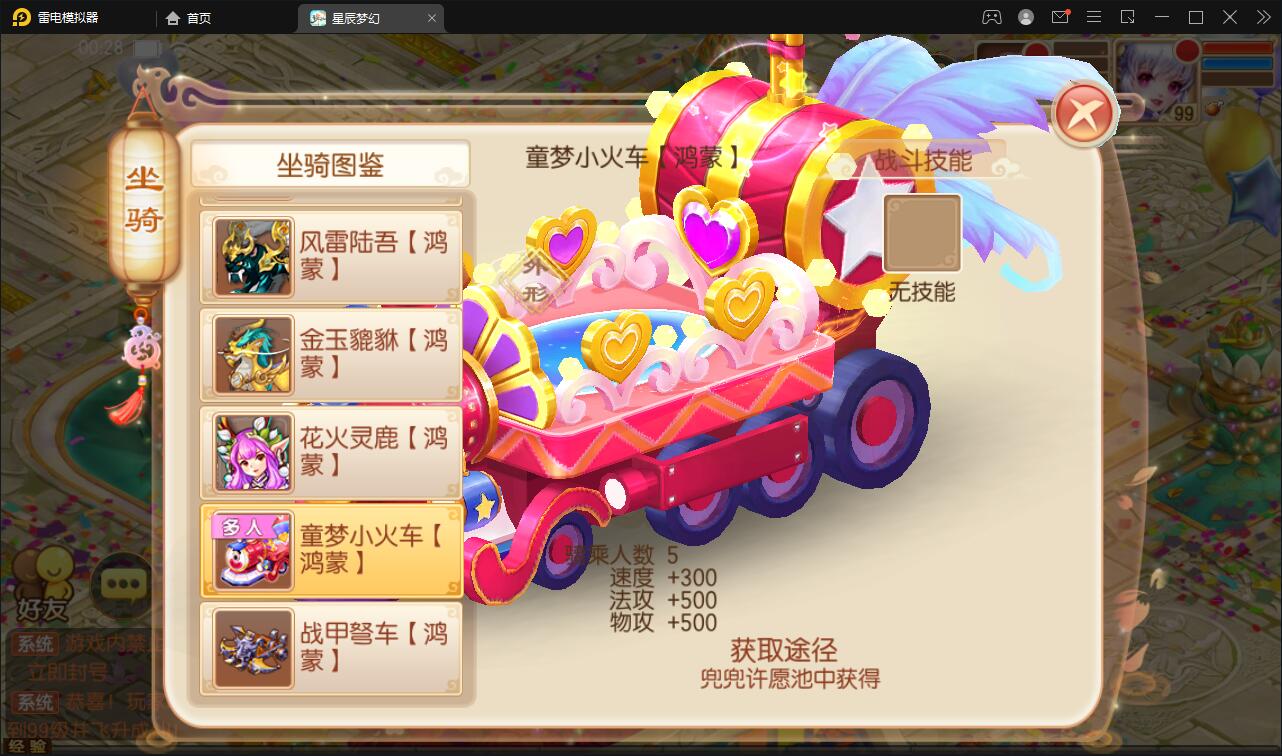 雷电模拟器
首页
星辰梦幻
00:28
99
坐骑
坐骑图鉴
童梦小火车【鸿蒙】
战斗技能
风雷陆吾【鸿
蒙】
外形
无技能
金玉貔貅【鸿
蒙】
花火灵鹿【鸿
蒙】
多人
童梦小火车【
鸿蒙】
骑乘人数 5
速度 +300
法攻 +500
物攻 +500
战甲弩车【鸿
蒙】
获取途径
兜兜许愿池中获得
好友
系统 游戏内禁止
立即封号
系统 恭喜！玩家
到99级并飞升成
经验